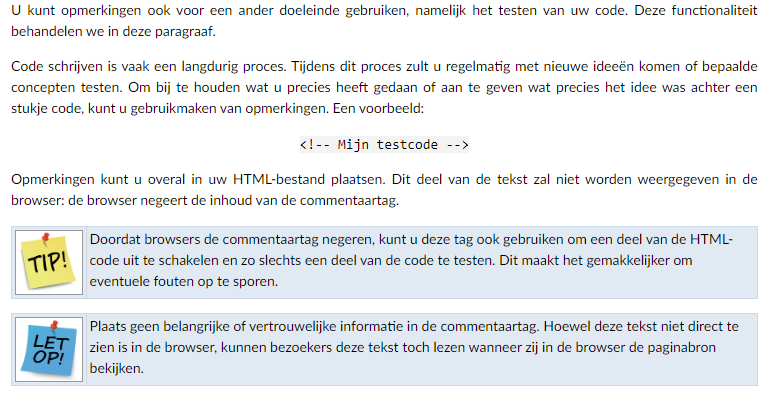 U kunt opmerkingen ook voor een ander doeleinde gebruiken, namelijk het testen van uw code. Deze functionaliteit
behandelen we in deze paragraaf.
Code schrijven is vaak een langdurig proces. Tijdens dit proces zult u regelmatig met nieuwe ideeën komen of bepaalde
concepten testen. Om bij te houden wat u precies heeft gedaan of aan te geven wat precies het idee was achter een
stukje code, kunt u gebruikmaken van opmerkingen. Een voorbeeld:
<!-- Mijn testcode -->
Opmerkingen kunt u overal in uw HTML-bestand plaatsen. Dit deel van de tekst zal niet worden weergegeven in de
browser: de browser negeert de inhoud van de commentaartag.
TIP!
Doordat browsers de commentaartag negeren, kunt u deze tag ook gebruiken om een deel van de HTML-
code uit te schakelen en zo slechts een deel van de code te testen. Dit maakt het gemakkelijker om
eventuele fouten op te sporen.
LET
OP!
Plaats geen belangrijke of vertrouwelijke informatie in de commentaartag. Hoewel deze tekst niet direct te
zien is in de browser, kunnen bezoekers deze tekst toch lezen wanneer zij in de browser de paginabron
bekijken.